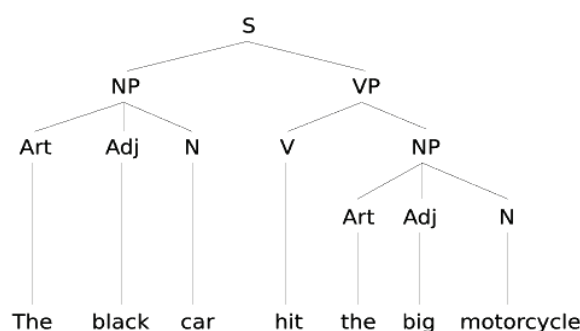 S
NP VP
Art Adj N V NP
Art Adj N
The black car hit the big motorcycle